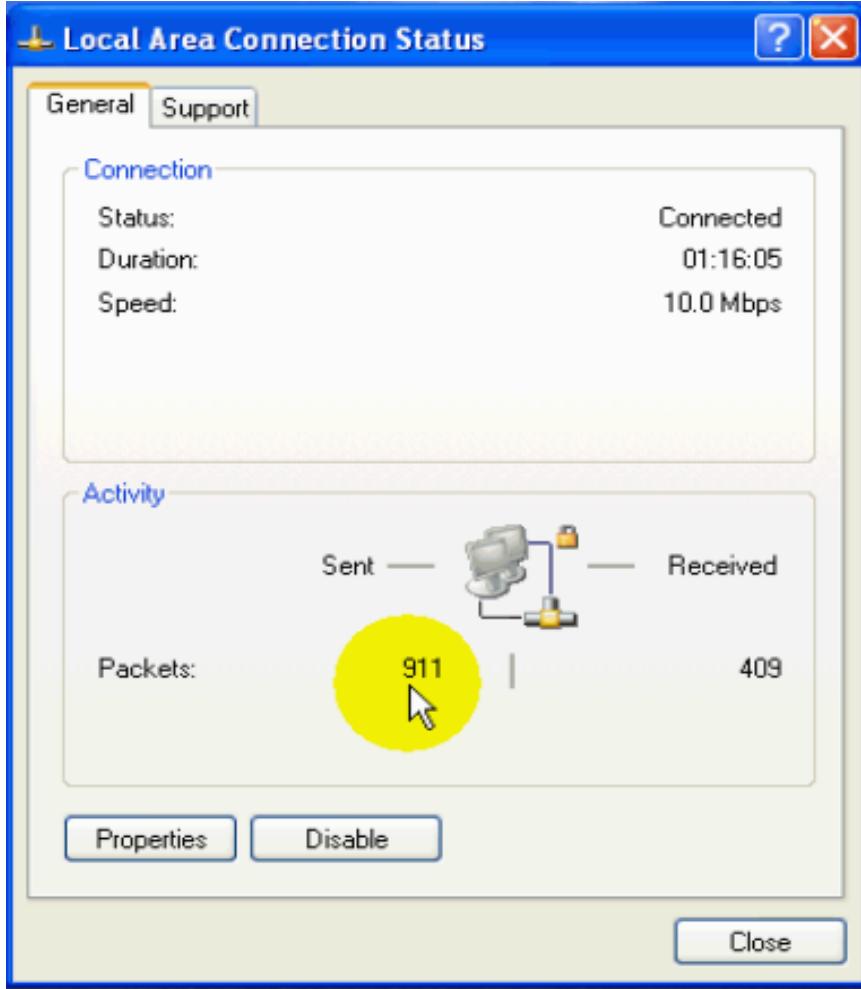 Local Area Connection Status
General Support
Connection
Status: Connected
Duration: 01:16:05
Speed: 10.0 Mbps
Activity
Sent Received
Packets: 911 409
Properties Disable
Close